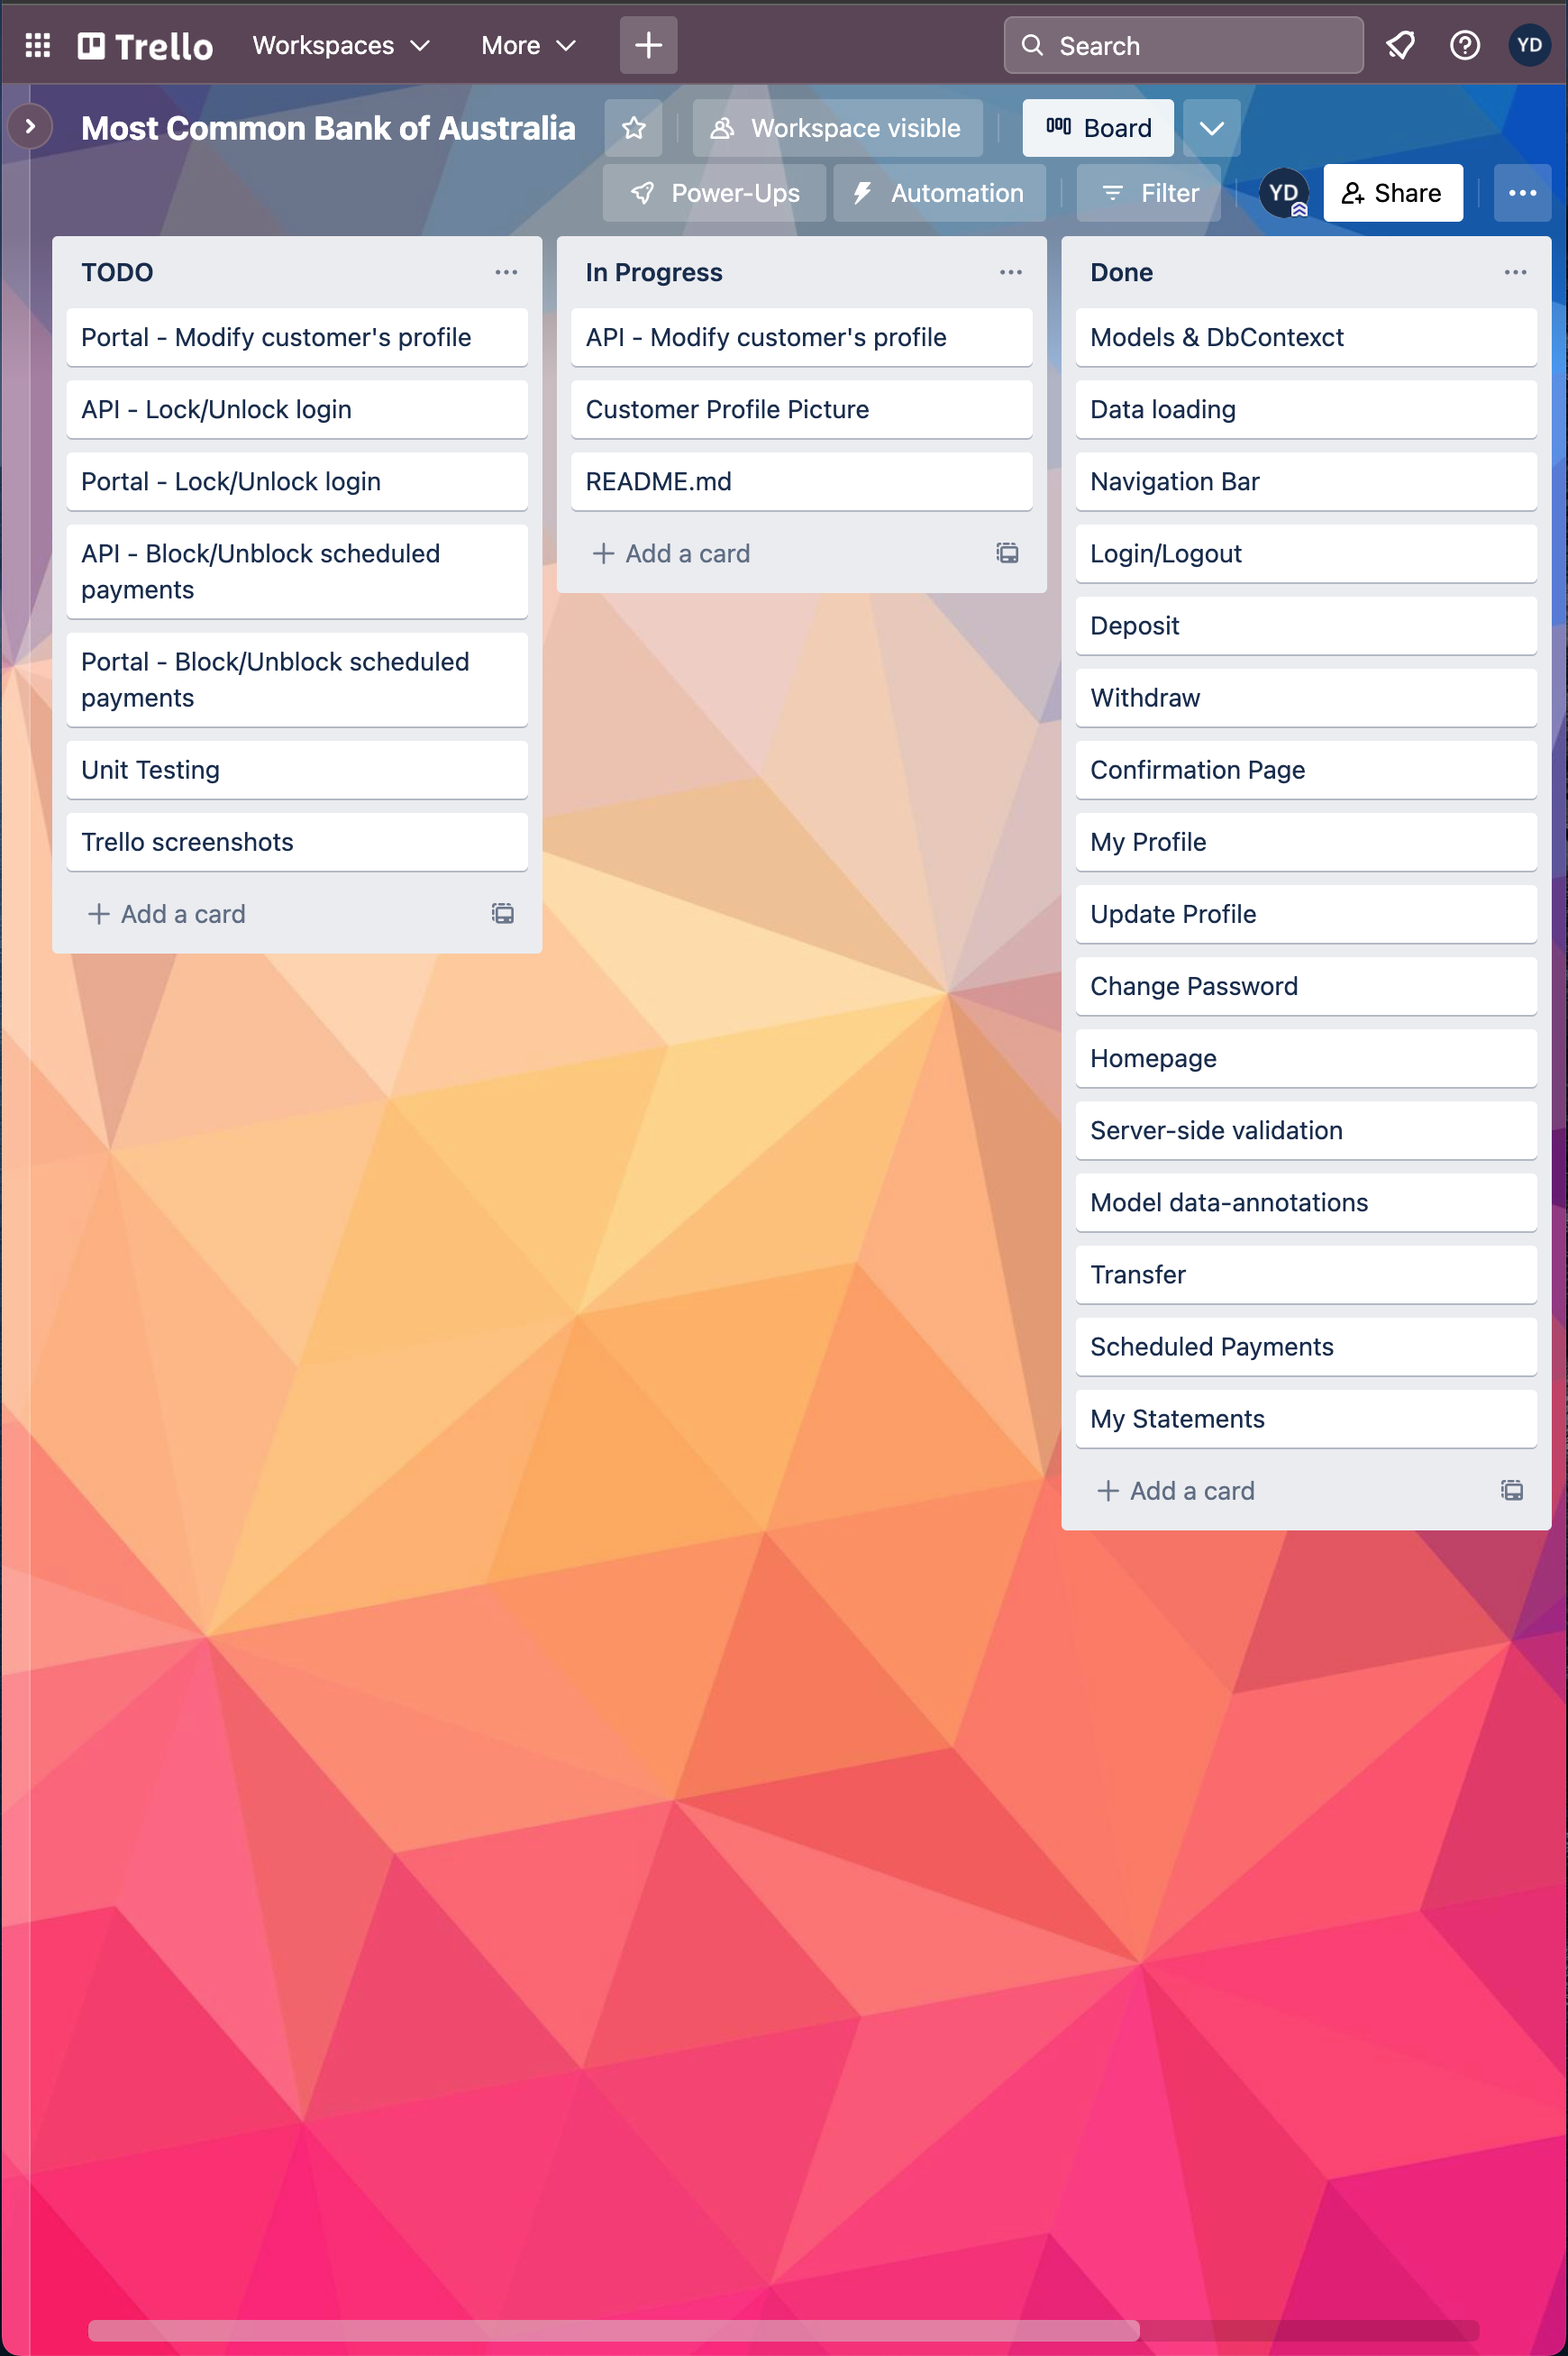 Trello
Workspaces
More
Search
YD
Most Common Bank of Australia
Workspace visible
Board
Power-Ups
Automation
Filter
YD
Share
TODO
Portal - Modify customer's profile
API - Lock/Unlock login
Portal - Lock/Unlock login
API - Block/Unblock scheduled
payments
Portal - Block/Unblock scheduled
payments
Unit Testing
Trello screenshots
Add a card
In Progress
API - Modify customer's profile
Customer Profile Picture
README.md
Add a card
Done
Models & DbContexct
Data loading
Navigation Bar
Login/Logout
Deposit
Withdraw
Confirmation Page
My Profile
Update Profile
Change Password
Homepage
Server-side validation
Model data-annotations
Transfer
Scheduled Payments
My Statements
Add a card